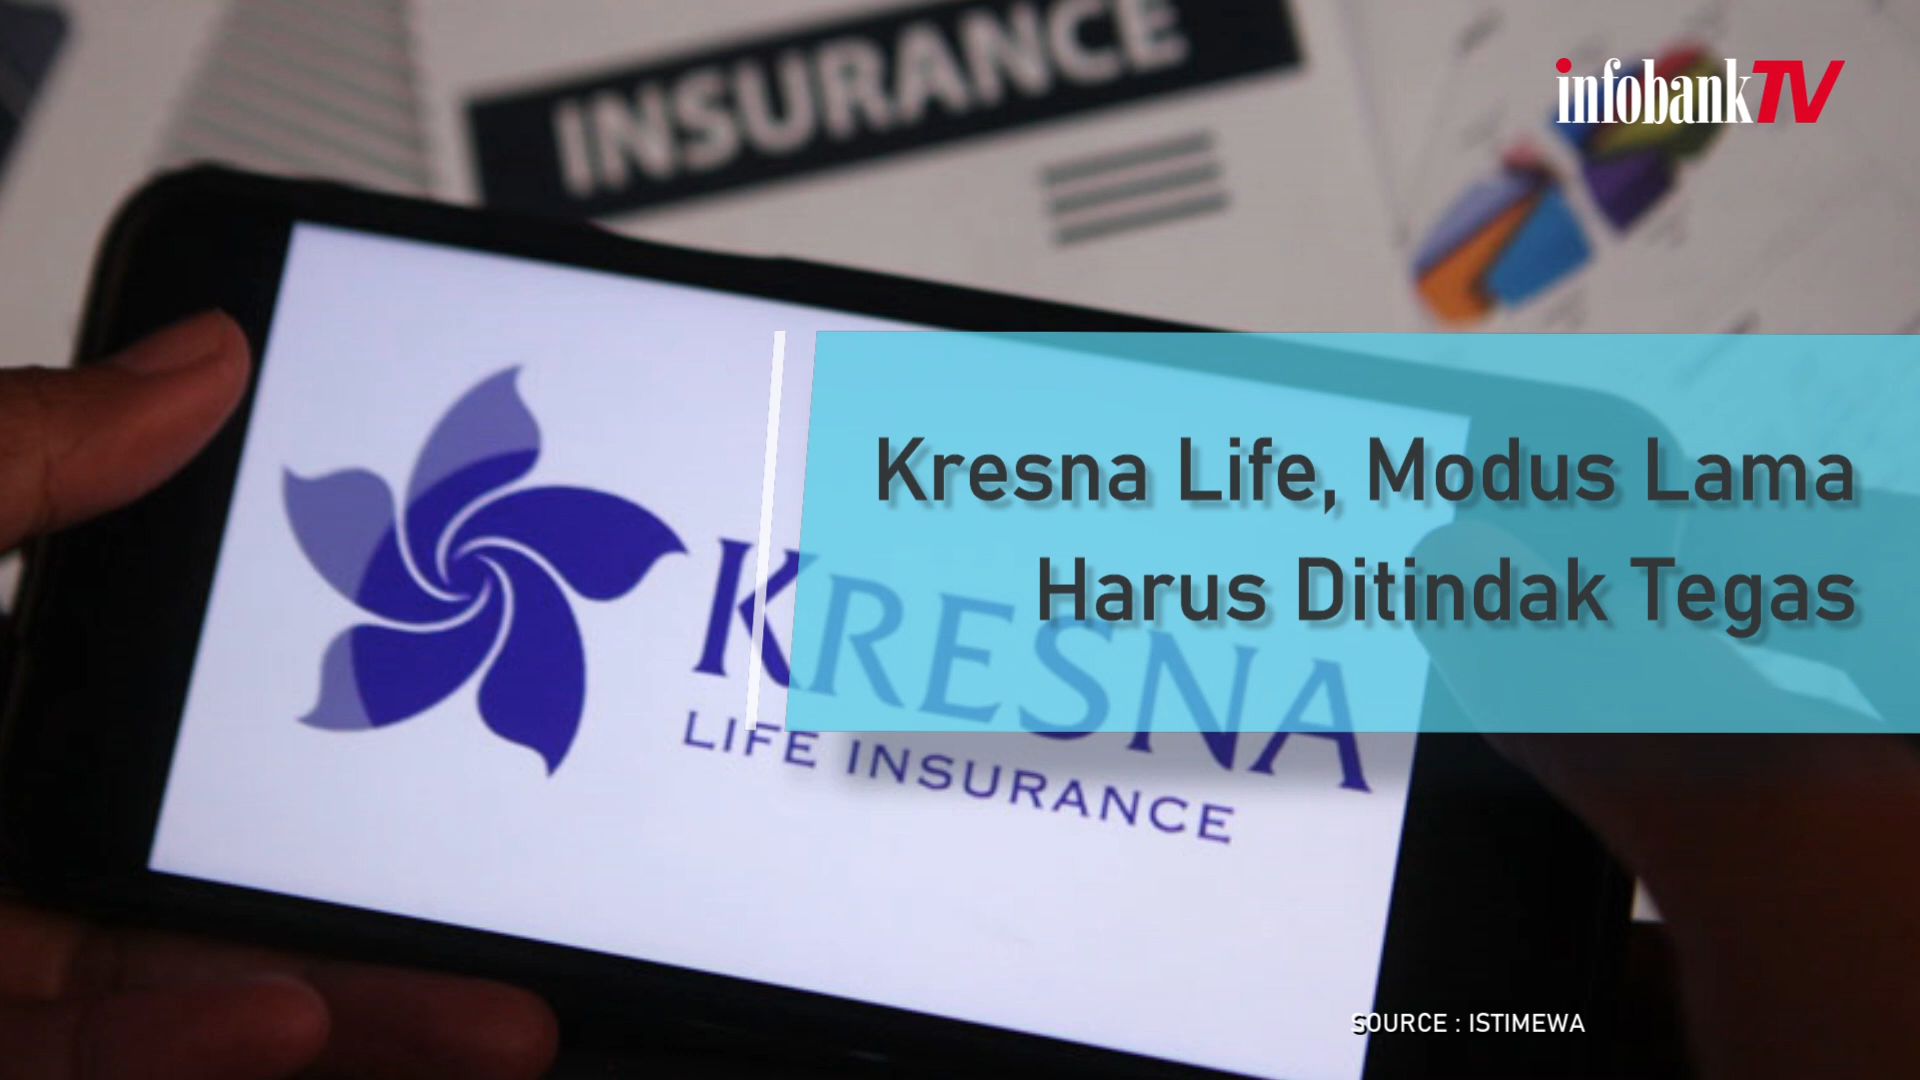 INSURANCE
infobankTV
Kresna Life, Modus Lama
Harus Ditindak Tegas
KRESNA
LIFE INSURANCE
SOURCE : ISTIMEWA